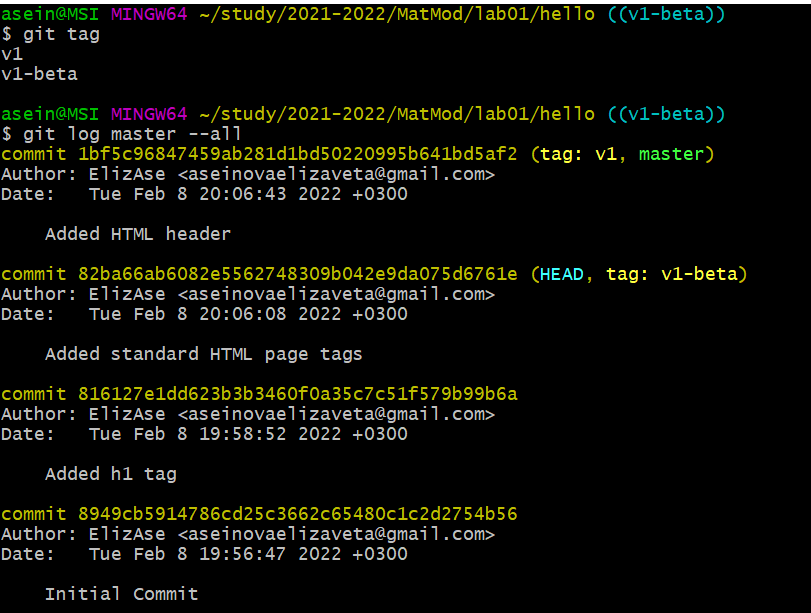 asein@MSI MINGW64 ~/study/2021-2022/MatMod/lab01/hello ((v1-beta))
$ git tag
v1
v1-beta
asein@MSI MINGW64 ~/study/2021-2022/MatMod/lab01/hello ((v1-beta))
$ git log master --all
commit 1bf5c96847459ab281d1bd50220995b641bd5af2 (tag: v1, master)
Author: ElizAse <aseinovaelizaveta@gmail.com>
Date:   Tue Feb 8 20:06:43 2022 +0300
    Added HTML header
commit 82ba66ab6082e5562748309b042e9da075d6761e (HEAD, tag: v1-beta)
Author: ElizAse <aseinovaelizaveta@gmail.com>
Date:   Tue Feb 8 20:06:08 2022 +0300
    Added standard HTML page tags
commit 816127e1dd623b3b3460f0a35c7c51f579b99b6a
Author: ElizAse <aseinovaelizaveta@gmail.com>
Date:   Tue Feb 8 19:58:52 2022 +0300
    Added h1 tag
commit 8949cb5914786cd25c3662c65480c1c2d2754b56
Author: ElizAse <aseinovaelizaveta@gmail.com>
Date:   Tue Feb 8 19:56:47 2022 +0300
    Initial Commit